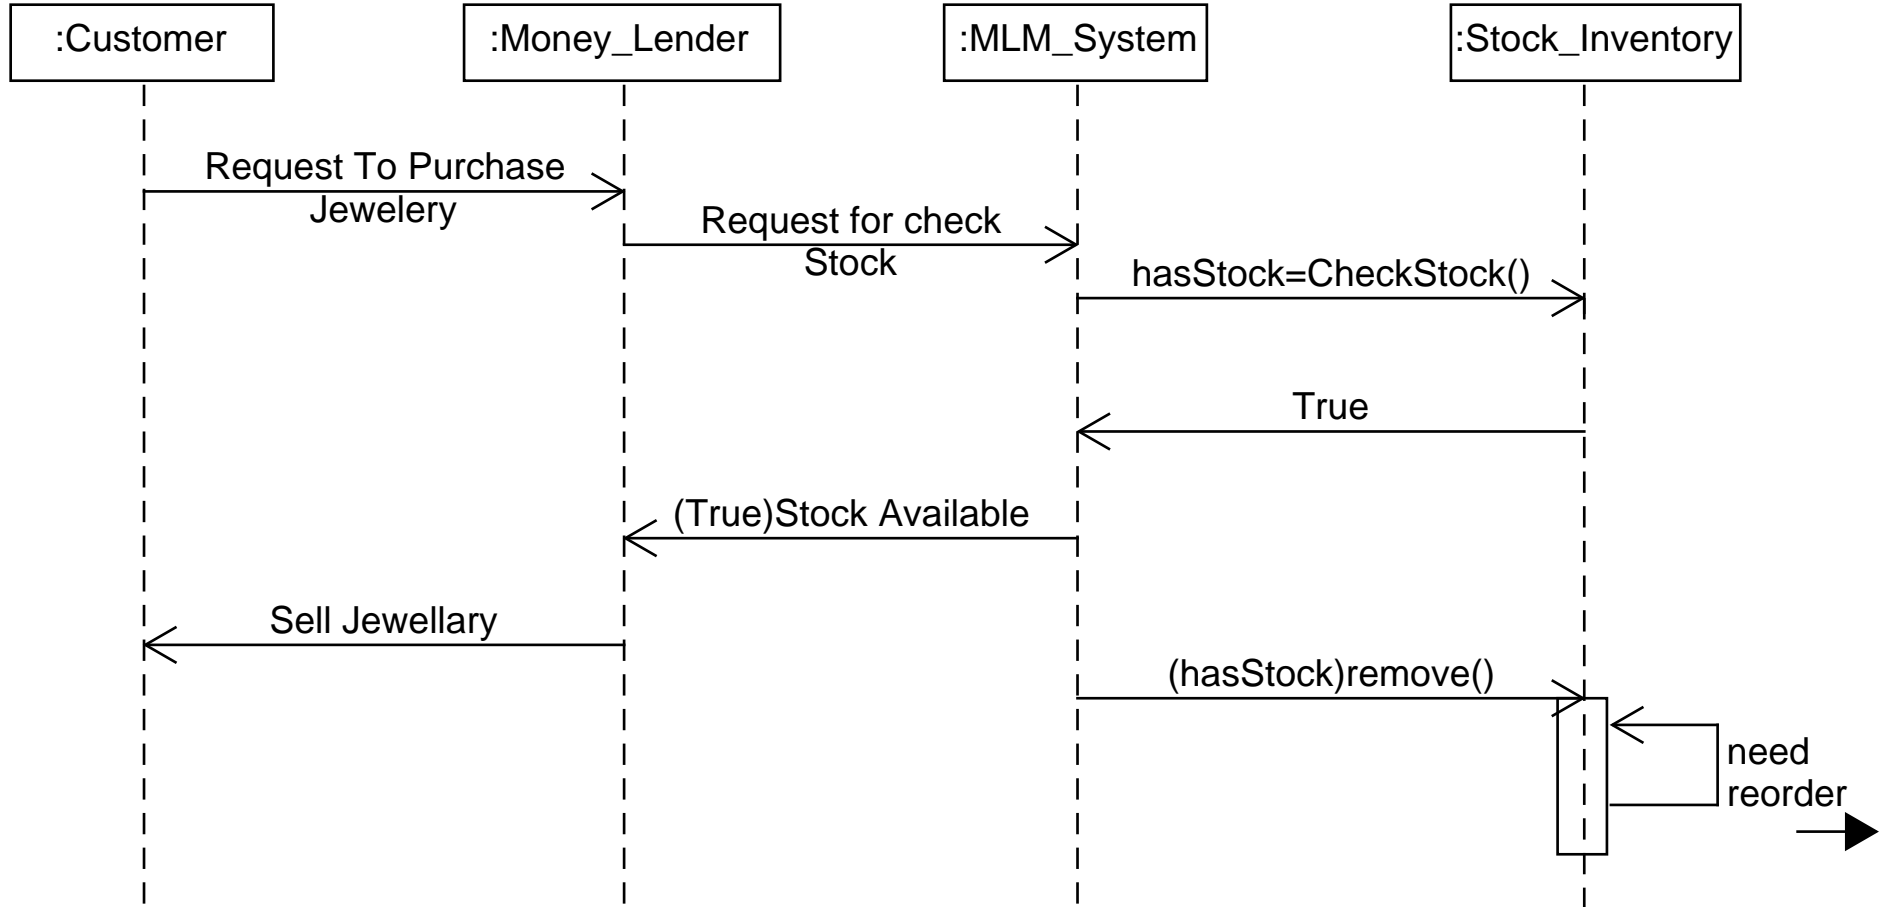 :Customer
:Money_Lender
:MLM_System
:Stock_Inventory
Request To Purchase
Jewelery
Request for check
Stock
hasStock=CheckStock()
True
(True)Stock Available
Sell Jewellary
(hasStock)remove()
need
reorder